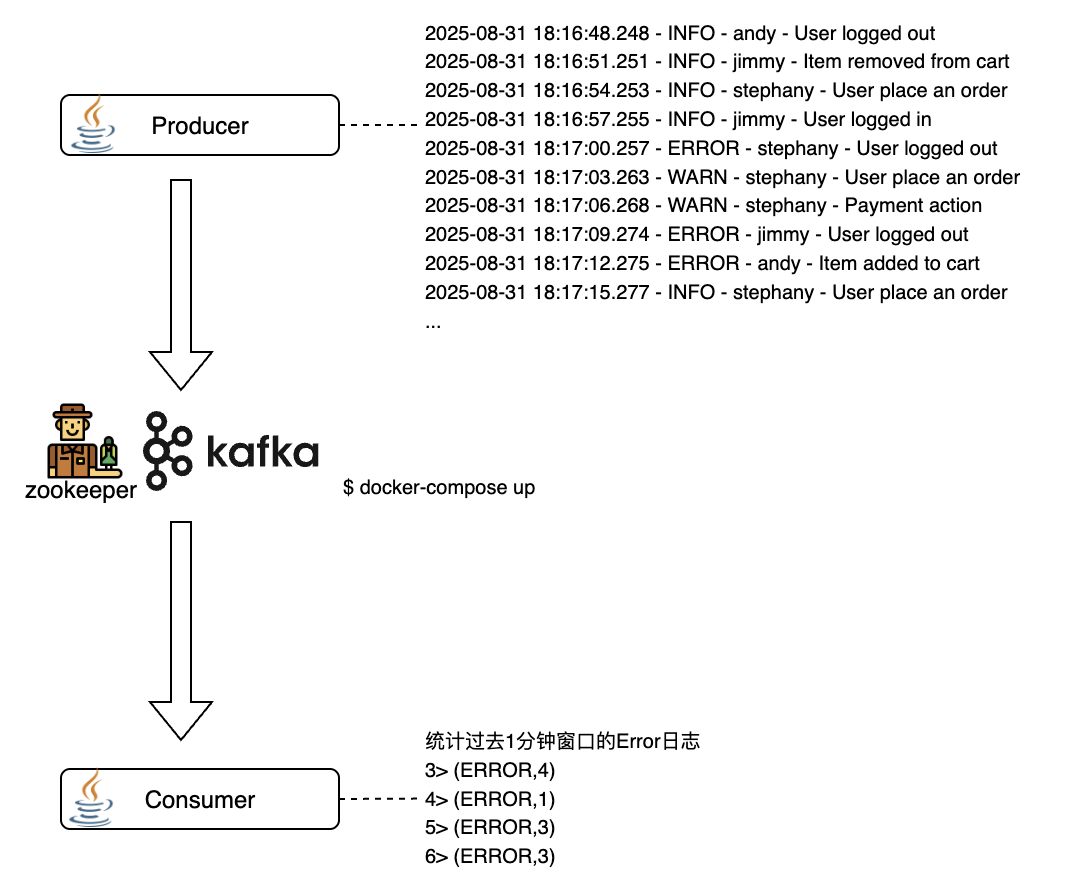 2025-08-31 18:16:48.248 - INFO - andy - User logged out
2025-08-31 18:16:51.251 - INFO - jimmy - Item removed from cart
2025-08-31 18:16:54.253 - INFO - stephany - User place an order
2025-08-31 18:16:57.255 - INFO - jimmy - User logged in
2025-08-31 18:17:00.257 - ERROR - stephany - User logged out
2025-08-31 18:17:03.263 - WARN - stephany - User place an order
2025-08-31 18:17:06.268 - WARN - stephany - Payment action
2025-08-31 18:17:09.274 - ERROR - jimmy - User logged out
2025-08-31 18:17:12.275 - ERROR - andy - Item added to cart
2025-08-31 18:17:15.277 - INFO - stephany - User place an order
...
Producer
kafka
zookeeper
$ docker-compose up
统计过去1分钟窗口的Error日志
3> (ERROR,4)
4> (ERROR,1)
5> (ERROR,3)
6> (ERROR,3)
Consumer